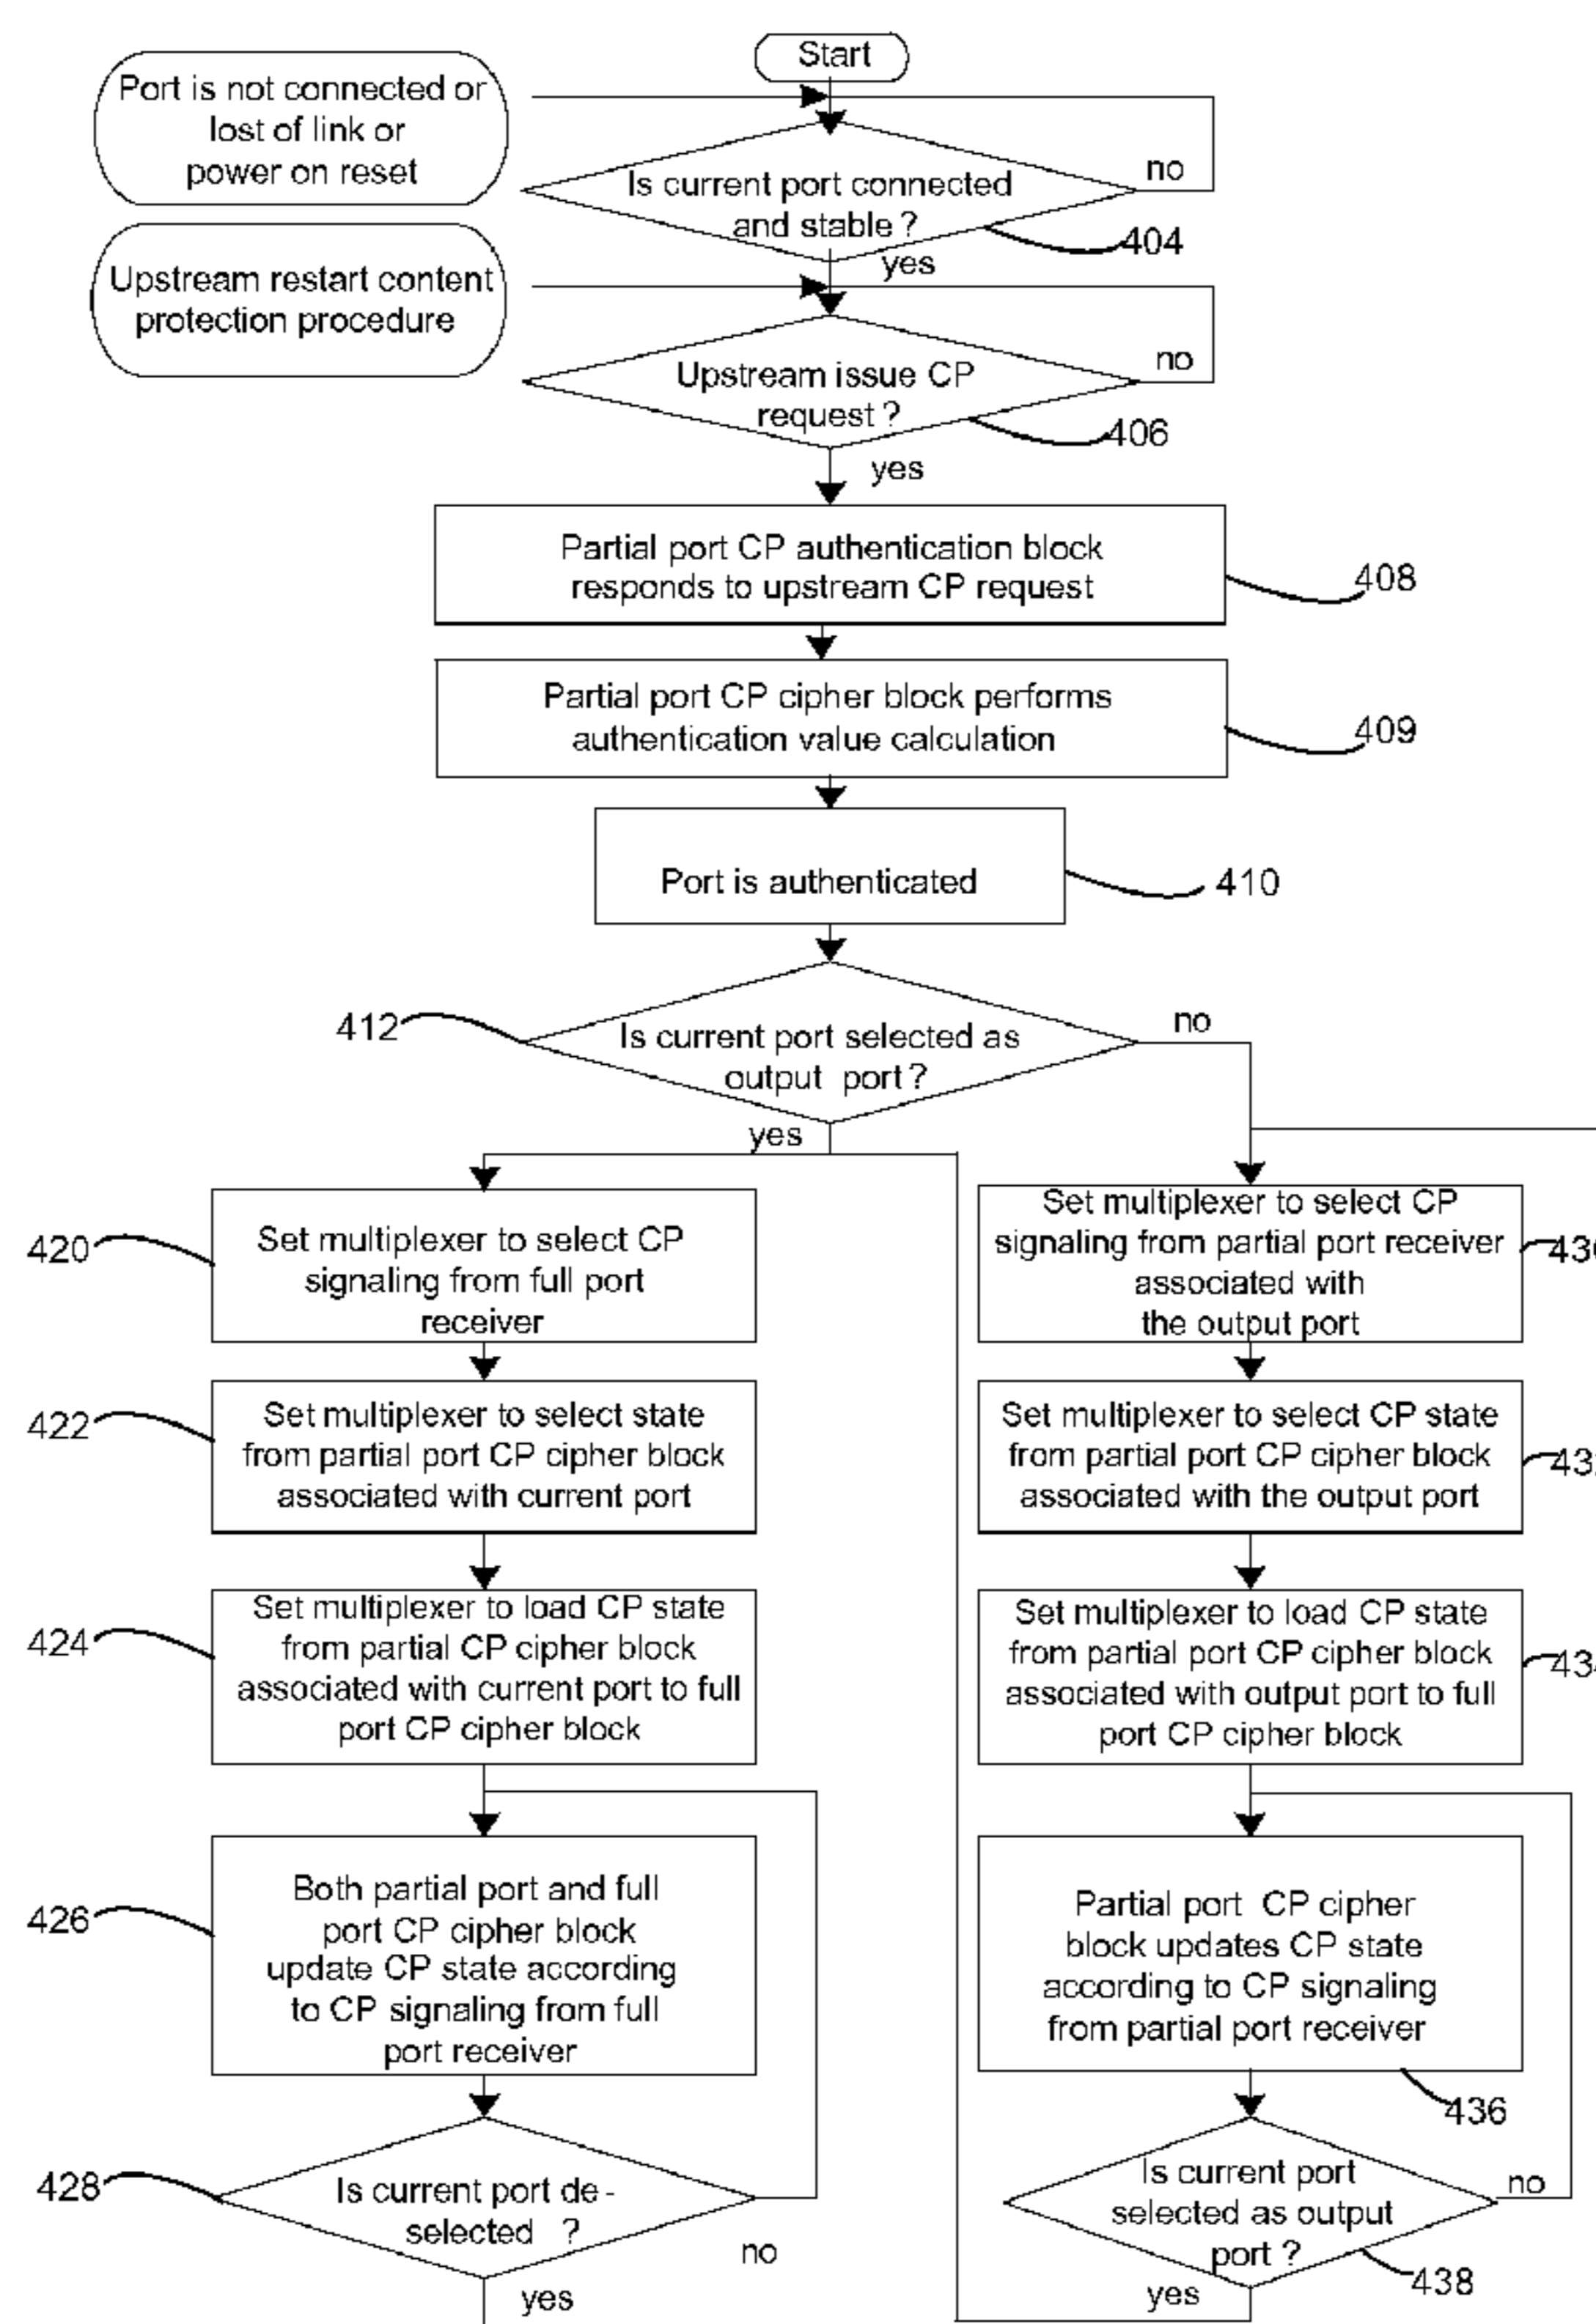 Start
Port is not connected or
lost of link or
power on reset
Is current port connected
and stable ?
no
404
yes
Upstream restart content
protection procedure
Upstream issue CP
request ?
no
406
yes
Partial port CP authentication block
responds to upstream CP request
408
Partial port CP cipher block performs
authentication value calculation
409
Port is authenticated
410
412
Is current port selected as
output port ?
no
yes
420
Set multiplexer to select CP
signaling from full port
receiver
Set multiplexer to select CP
signaling from partial port receiver
associated with
the output port
422
Set multiplexer to select state
from partial port CP cipher block
associated with current port
Set multiplexer to select CP state
from partial port CP cipher block
associated with the output port
424
Set multiplexer to load CP state
from partial CP cipher block
associated with current port to full
port CP cipher block
Set multiplexer to load CP state
from partial port CP cipher block
associated with output port to full
port CP cipher block
426
Both partial port and full
port CP cipher block
update CP state according
to CP signaling from full
port receiver
Partial port CP cipher
block updates CP state
according to CP signaling
from partial port receiver
436
428
Is current port de-
selected ?
no
yes
Is current port
selected as output
port ?
no
438
yes